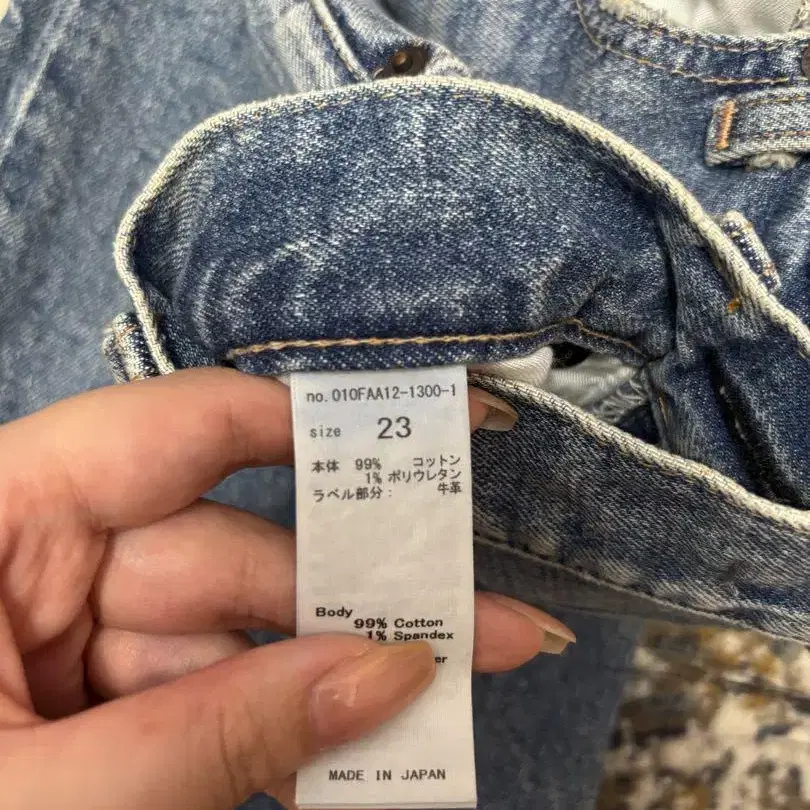 no.010FAA12-1300-1
size 23
本体 99% コットン
1% ポリウレタン
ラベル部分: 牛革
Body
99% Cotton
1% Spandex
MADE IN JAPAN